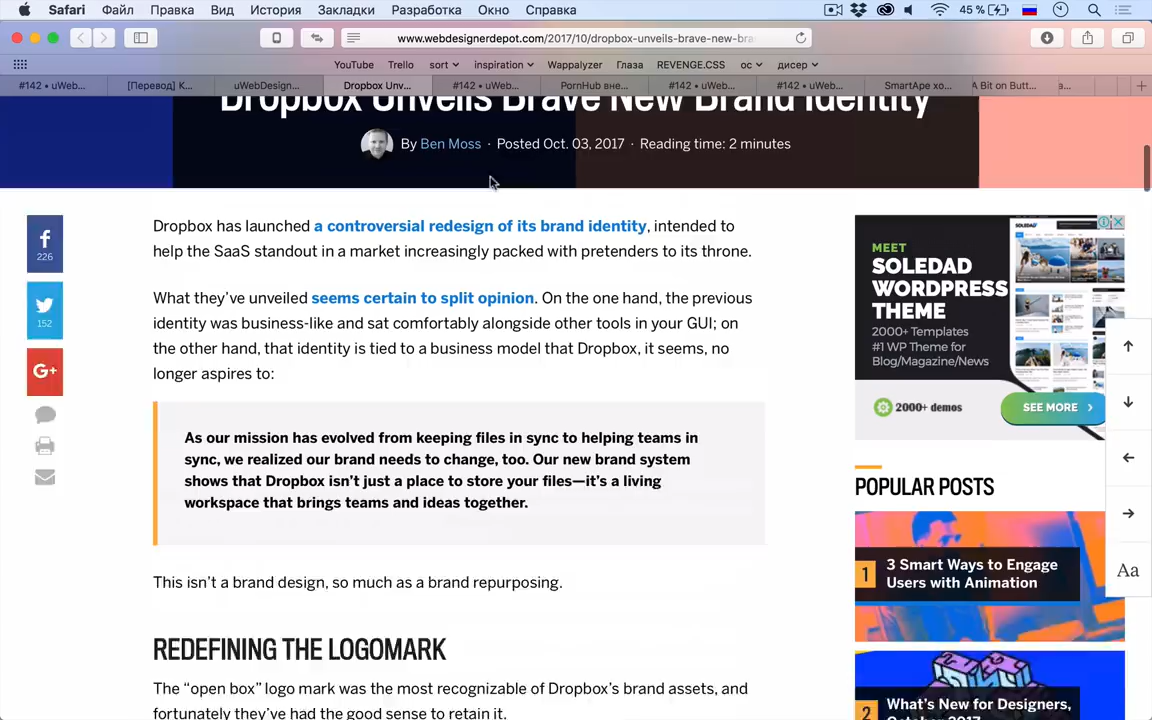 Safari Файл Правка Вид История Закладки Разработка Окно Справка 45 %
www.webdesignerdepot.com/2017/10/dropbox-unveils-brave-new-bra
YouTube Trello sort inspiration Wappalyzer Глаза REVENGE.CSS ос дисер
#142 • uWeb... [Перевод] К... uWebDesign... Dropbox Unv... #142 • uWeb... PornHub вне... #142 • uWeb... #142 • uWeb... SmartApe хо... A Bit on Butt...
Dropbox Unveils Brave New Brand Identity
By Ben Moss · Posted Oct. 03, 2017 · Reading time: 2 minutes
f
226
152
G+
Dropbox has launched a controversial redesign of its brand identity, intended to
help the SaaS standout in a market increasingly packed with pretenders to its throne.
What they’ve unveiled seems certain to split opinion. On the one hand, the previous
identity was business-like and sat comfortably alongside other tools in your GUI; on
the other hand, that identity is tied to a business model that Dropbox, it seems, no
longer aspires to:
As our mission has evolved from keeping files in sync to helping teams in
sync, we realized our brand needs to change, too. Our new brand system
shows that Dropbox isn’t just a place to store your files—it’s a living
workspace that brings teams and ideas together.
This isn’t a brand design, so much as a brand repurposing.
REDEFINING THE LOGOMARK
The “open box” logo mark was the most recognizable of Dropbox’s brand assets, and
fortunately they’ve had the good sense to retain it.
MEET
SOLEDAD
WORDPRESS
THEME
2000+ Templates
#1 WP Theme for
Blog/Magazine/News
2000+ demos
SEE MORE
POPULAR POSTS
1
3 Smart Ways to Engage
Users with Animation
2
What’s New for Designers,
October 2017
Aa